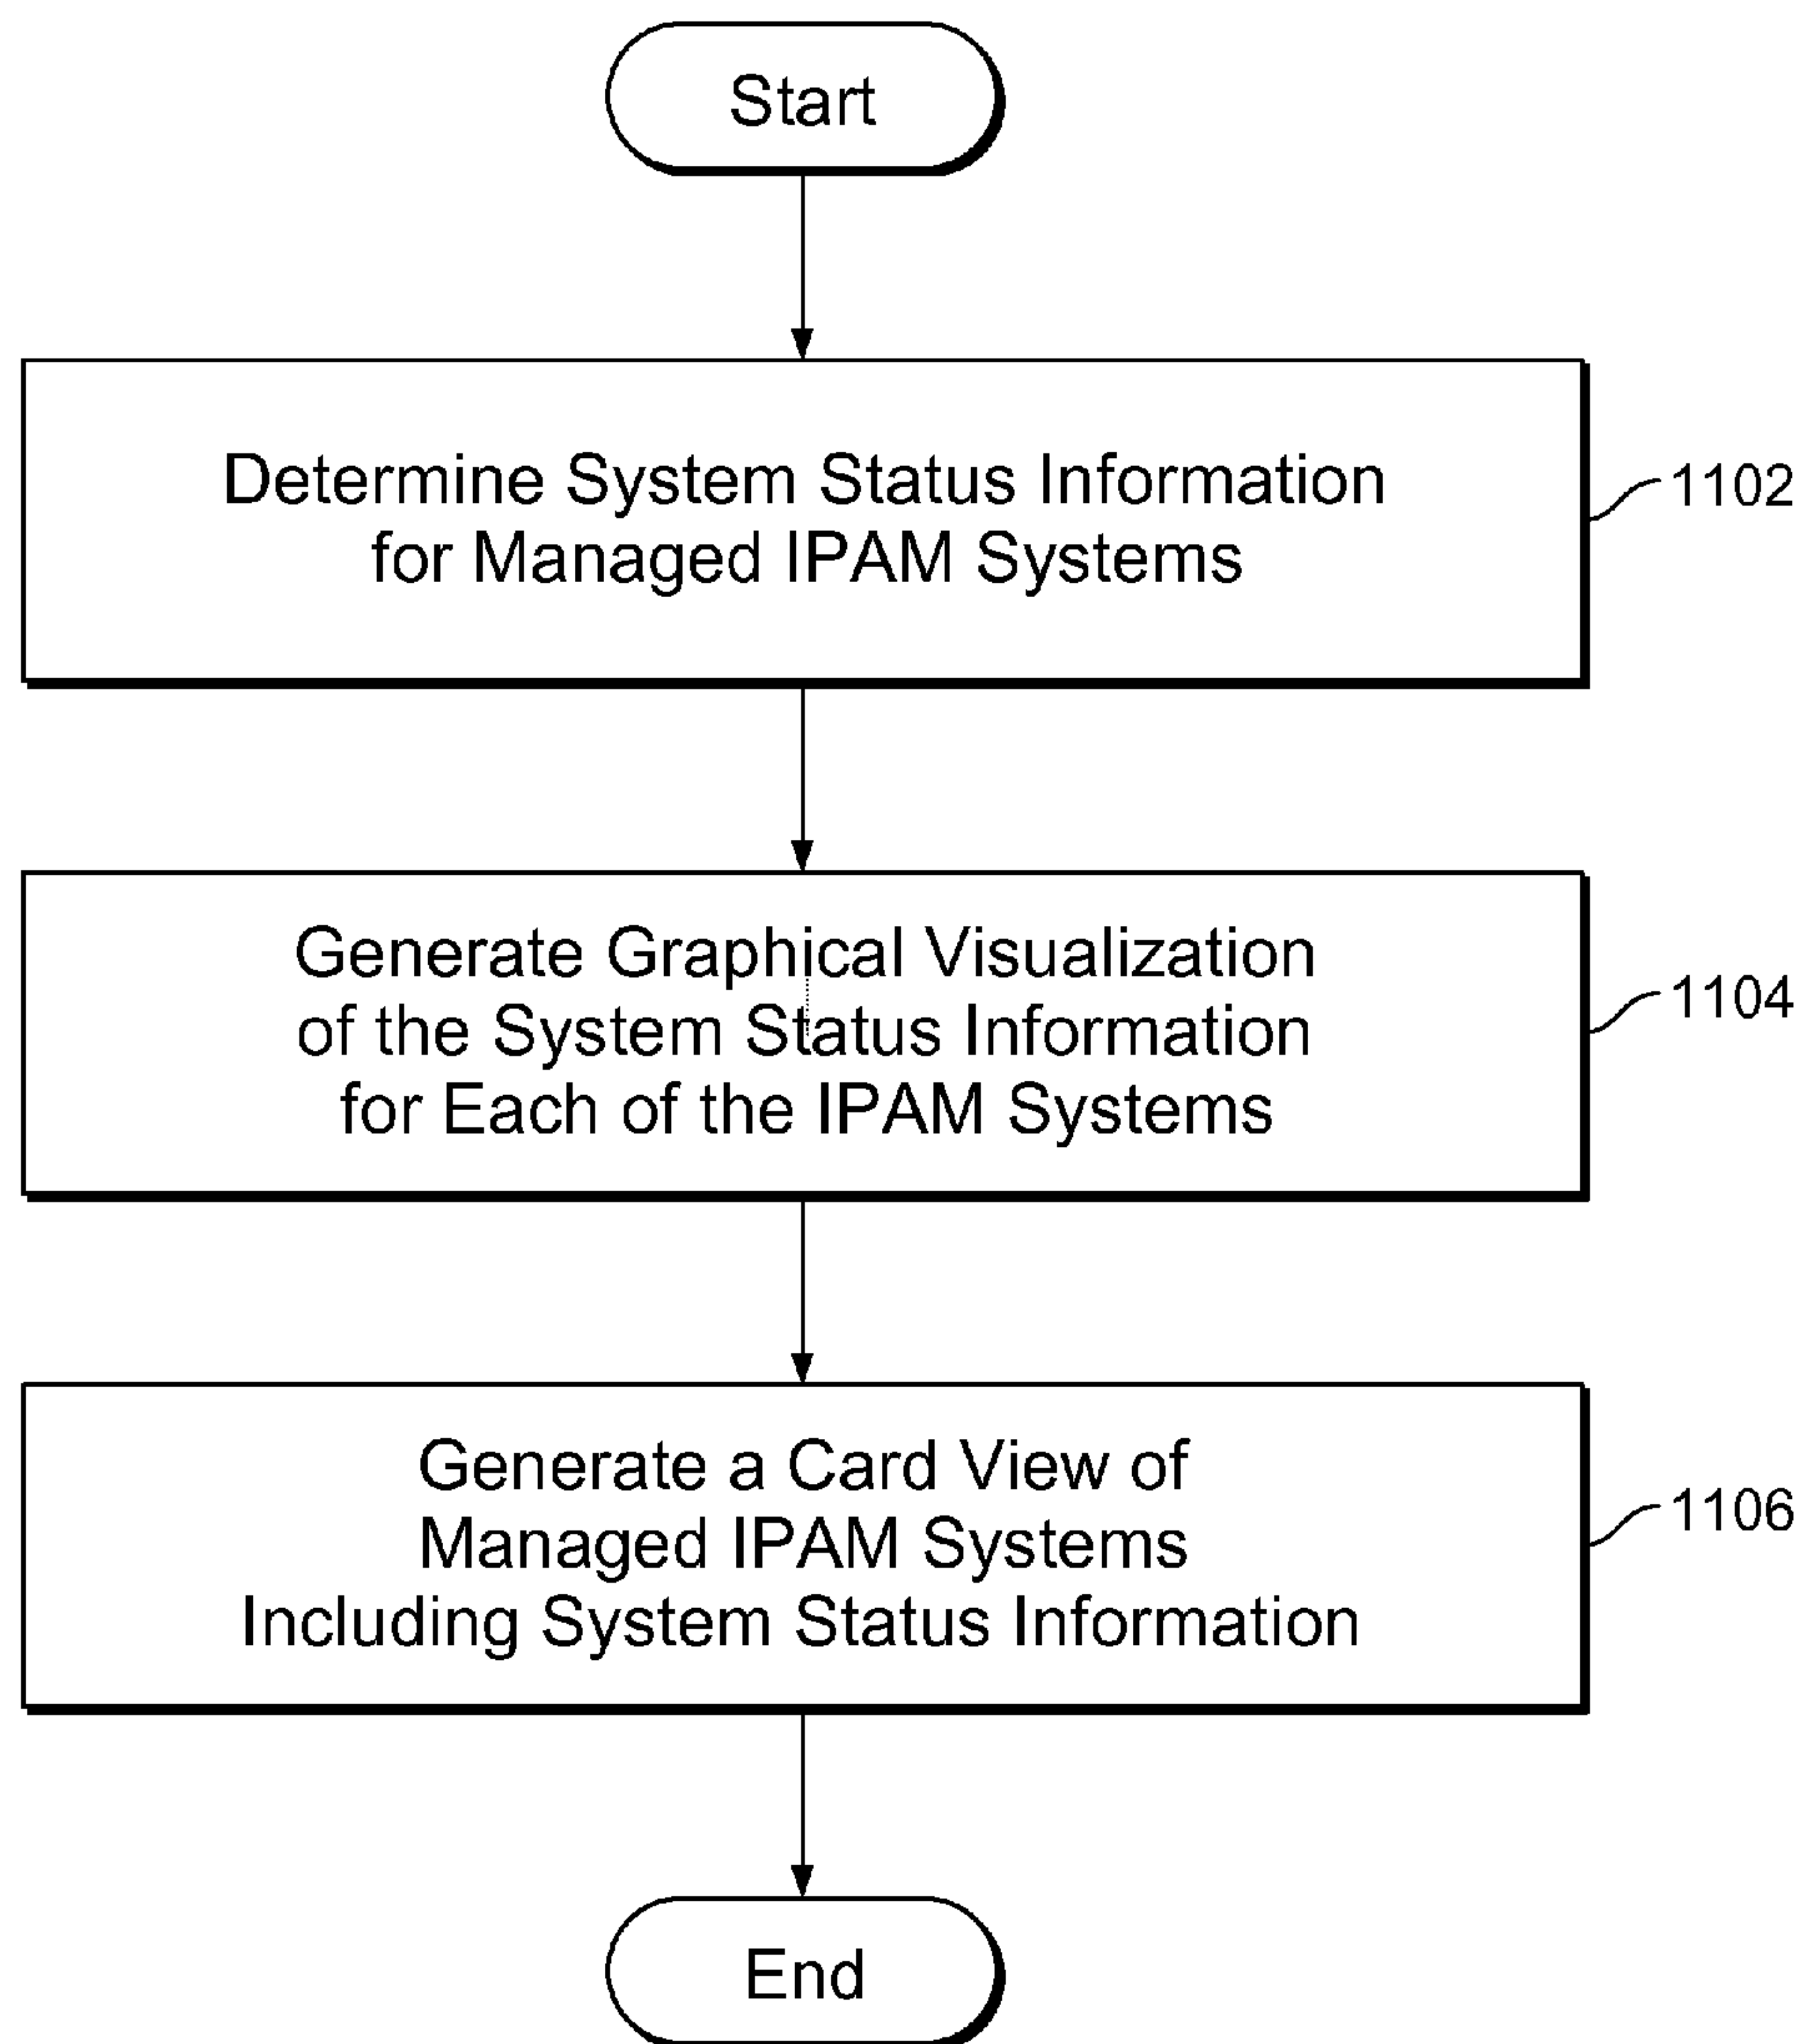 Start
Determine System Status Information
for Managed IPAM Systems
1102
Generate Graphical Visualization
of the System Status Information
for Each of the IPAM Systems
1104
Generate a Card View of
Managed IPAM Systems
Including System Status Information
1106
End